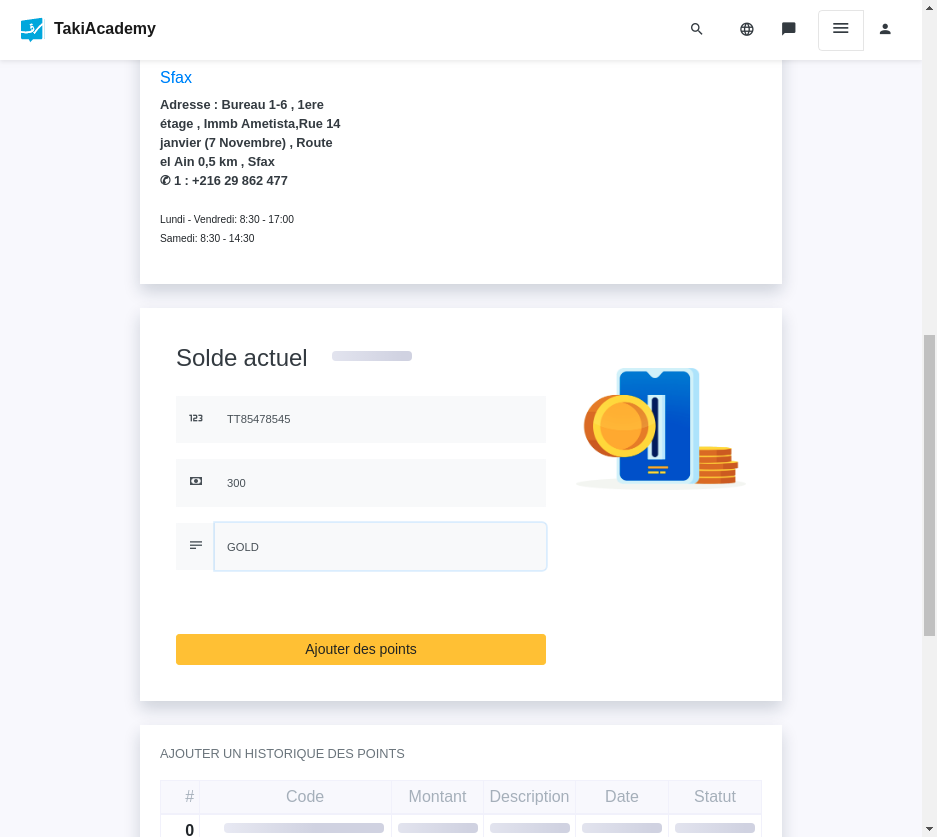 TakiAcademy
Sfax
Adresse : Bureau 1-6 , 1ere
étage , Immb Ametista,Rue 14
janvier (7 Novembre) , Route
el Ain 0,5 km , Sfax
✆ 1 : +216 29 862 477
Lundi - Vendredi: 8:30 - 17:00
Samedi: 8:30 - 14:30
Solde actuel
123 TT85478545
300
GOLD
Ajouter des points
AJOUTER UN HISTORIQUE DES POINTS
# Code Montant Description Date Statut
0